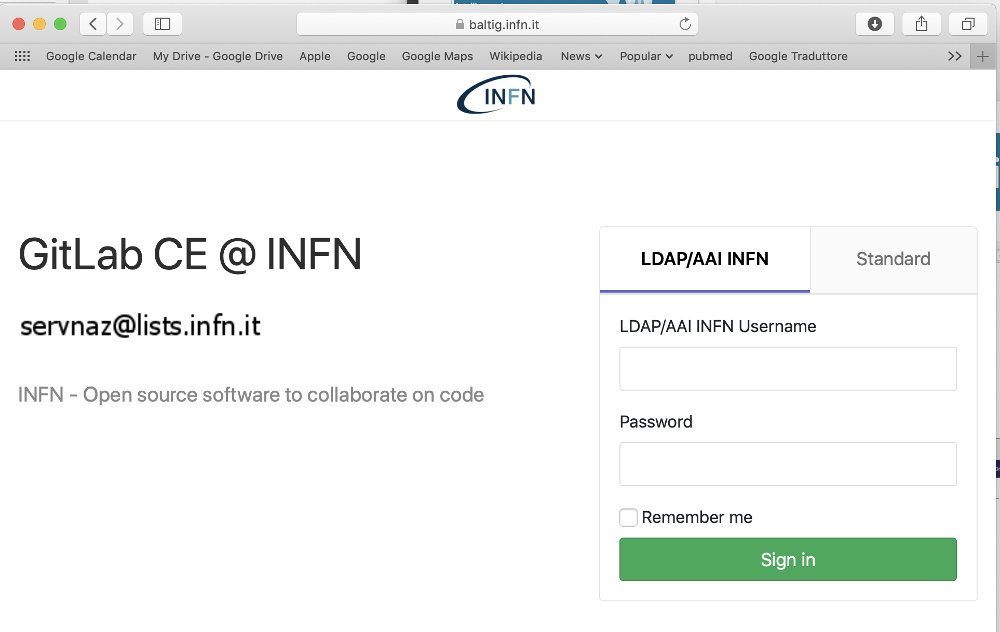 baltig.infn.it
Google Calendar My Drive - Google Drive Apple Google Google Maps Wikipedia News Popular pubmed Google Traduttore
INFN
GitLab CE @ INFN
servnaz@lists.infn.it
INFN - Open source software to collaborate on code
LDAP/AAI INFN Standard
LDAP/AAI INFN Username
Password
Remember me
Sign in